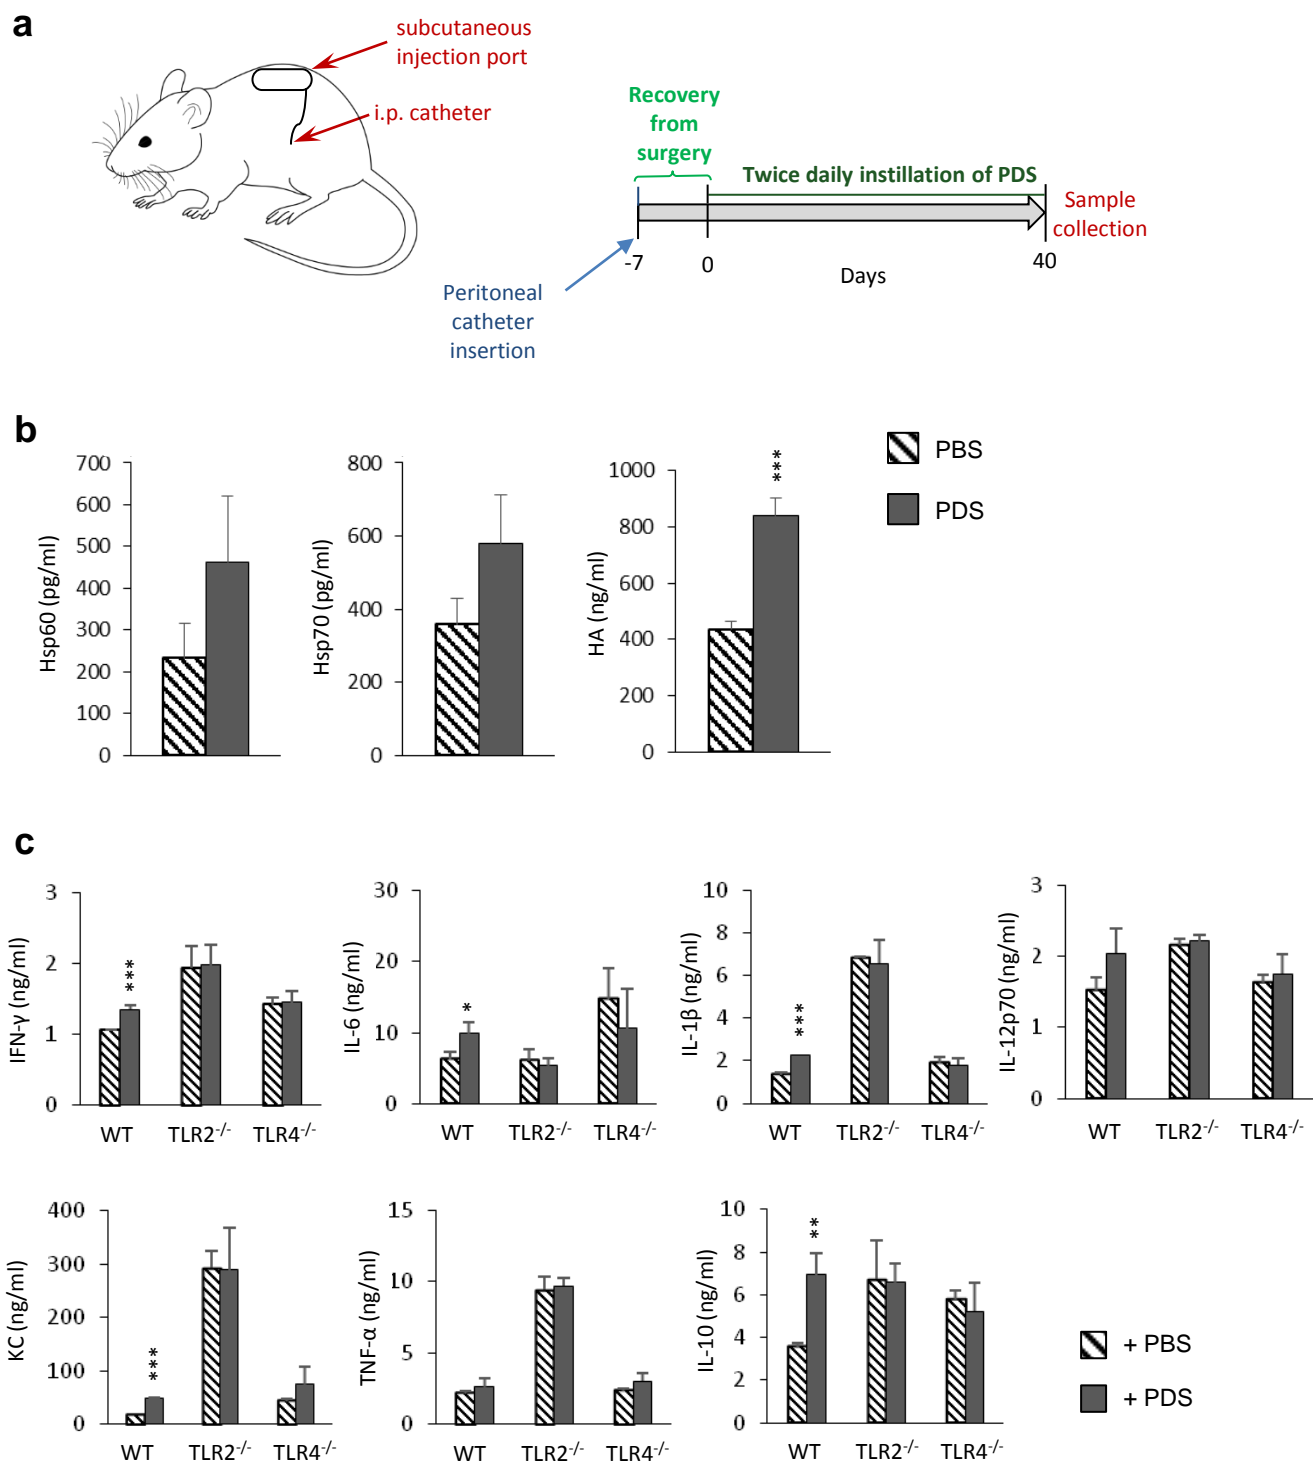 a
subcutaneous
injection port
i.p. catheter
Recovery
from
surgery
Twice daily instillation of PDS
Sample
collection
-7
0
40
Days
Peritoneal
catheter
insertion
b
700
600
500
400
300
200
100
0
Hsp60 (pg/ml)
800
600
400
200
0
Hsp70 (pg/ml)
1000
800
600
400
200
0
HA (ng/ml)
***
PBS
PDS
c
3
2
1
0
IFN-γ (ng/ml)
***
WT TLR2-/- TLR4-/-
30
20
10
0
IL-6 (ng/ml)
*
WT TLR2-/- TLR4-/-
10
8
6
4
2
0
IL-1β (ng/ml)
***
WT TLR2-/- TLR4-/-
3
2
1
0
IL-12p70 (ng/ml)
WT TLR2-/- TLR4-/-
400
300
200
100
0
KC (ng/ml)
***
WT TLR2-/- TLR4-/-
15
10
5
0
TNF-α (ng/ml)
WT TLR2-/- TLR4-/-
10
8
6
4
2
0
IL-10 (ng/ml)
**
WT TLR2-/- TLR4-/-
+ PBS
+ PDS